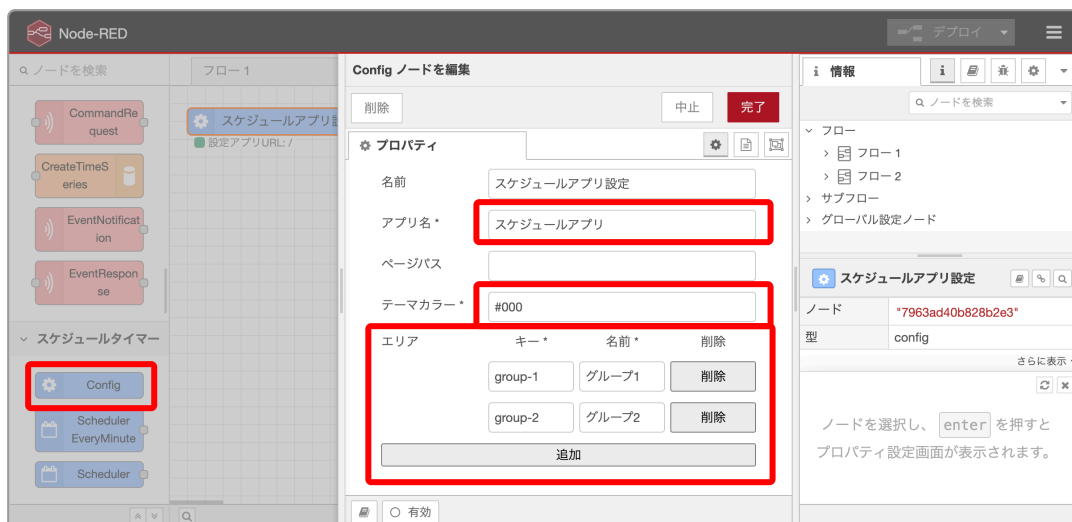 Node-RED
デプロイ
ノードを検索
CommandRe
quest
CreateTimeS
eries
EventNotificat
ion
EventRespon
se
スケジュールタイマー
Config
Scheduler
EveryMinute
Scheduler
フロー 1
スケジュールアプリ設
設定アプリURL: /
Config ノードを編集
削除
中止
完了
プロパティ
名前
スケジュールアプリ設定
アプリ名 *
スケジュールアプリ
ページパス
テーマカラー *
#000
エリア
キー *
名前 *
削除
group-1
グループ1
削除
group-2
グループ2
削除
追加
有効
情報
ノードを検索
フロー
フロー 1
フロー 2
サブフロー
グローバル設定ノード
スケジュールアプリ設定
ノード
"7963ad40b828b2e3"
型
config
さらに表示
ノードを選択し、 enter を押すと
プロパティ設定画面が表示されます。